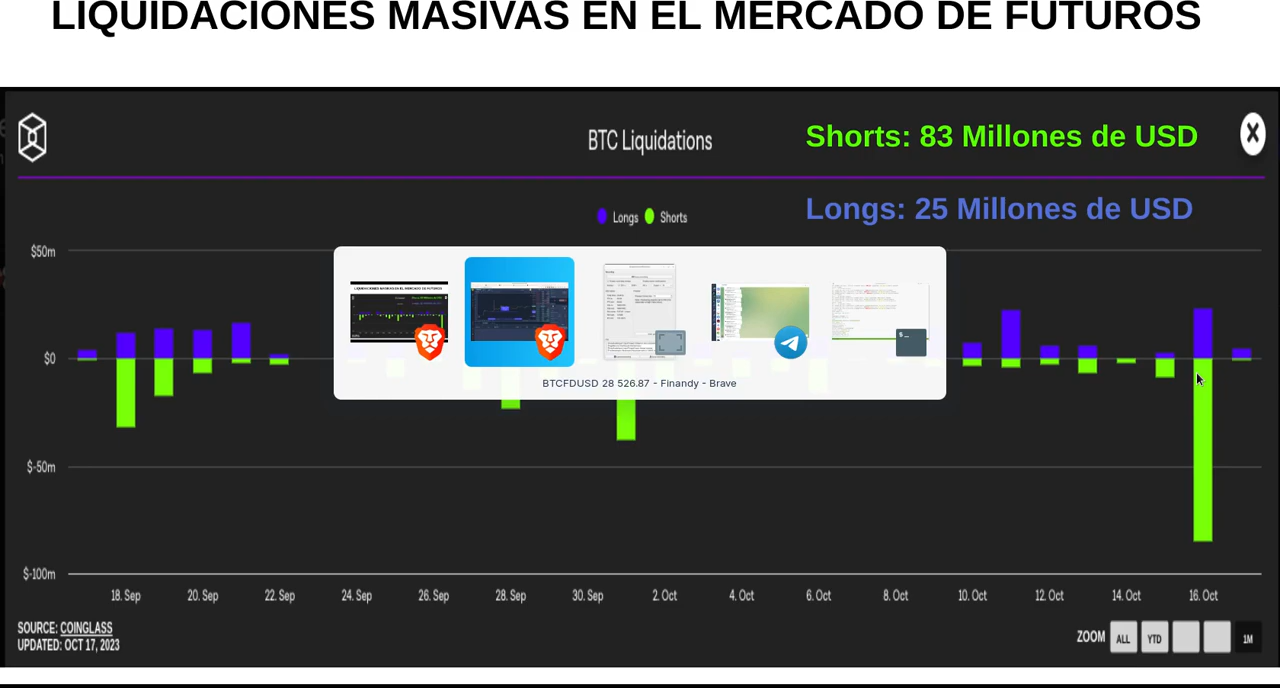 LIQUIDACIONES MASIVAS EN EL MERCADO DE FUTUROS
BTC Liquidations
Shorts: 83 Millones de USD
Longs: 25 Millones de USD
Longs Shorts
$50m
$0
$-50m
$-100m
BTCFDUSD 28 526.87 - Finandy - Brave
18. Sep 20. Sep 22. Sep 24. Sep 26. Sep 28. Sep 30. Sep 2. Oct 4. Oct 6. Oct 8. Oct 10. Oct 12. Oct 14. Oct 16. Oct
SOURCE: COINGLASS
UPDATED: OCT 17, 2023
ZOOM ALL YTD 1M